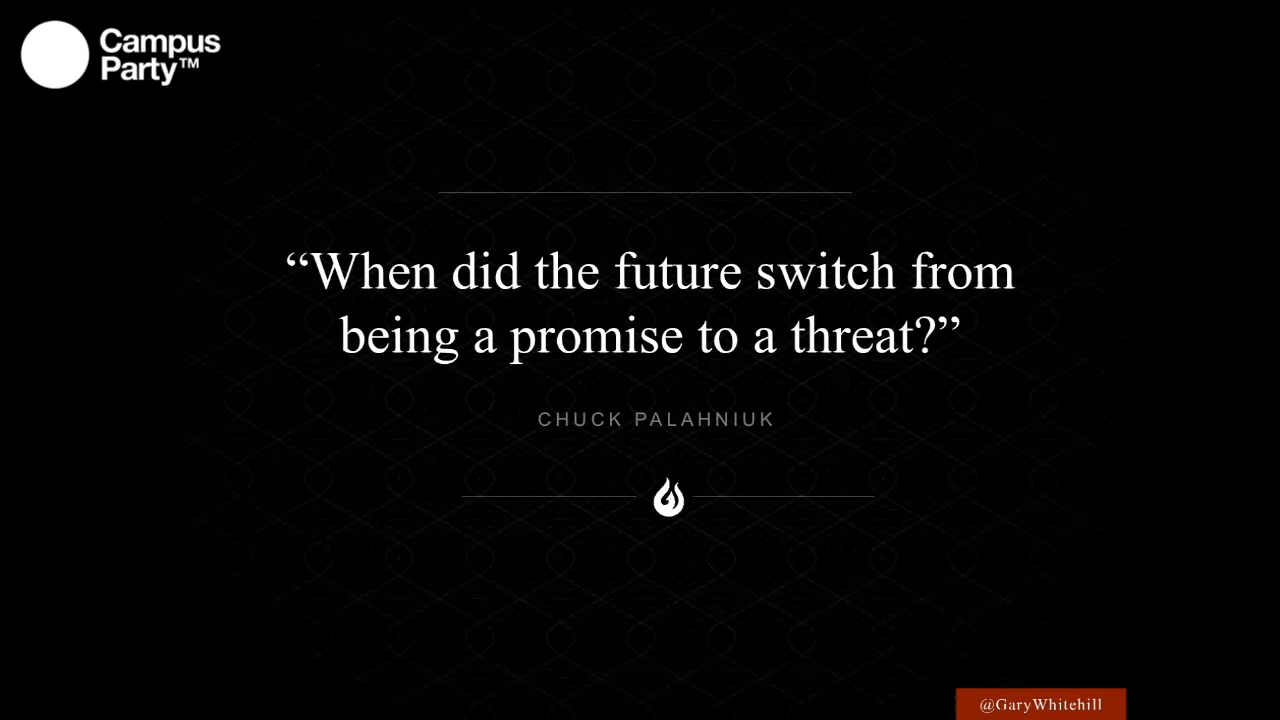 Campus
Party™
“When did the future switch from
being a promise to a threat?”
CHUCK PALAHNIUK
@GaryWhitehill